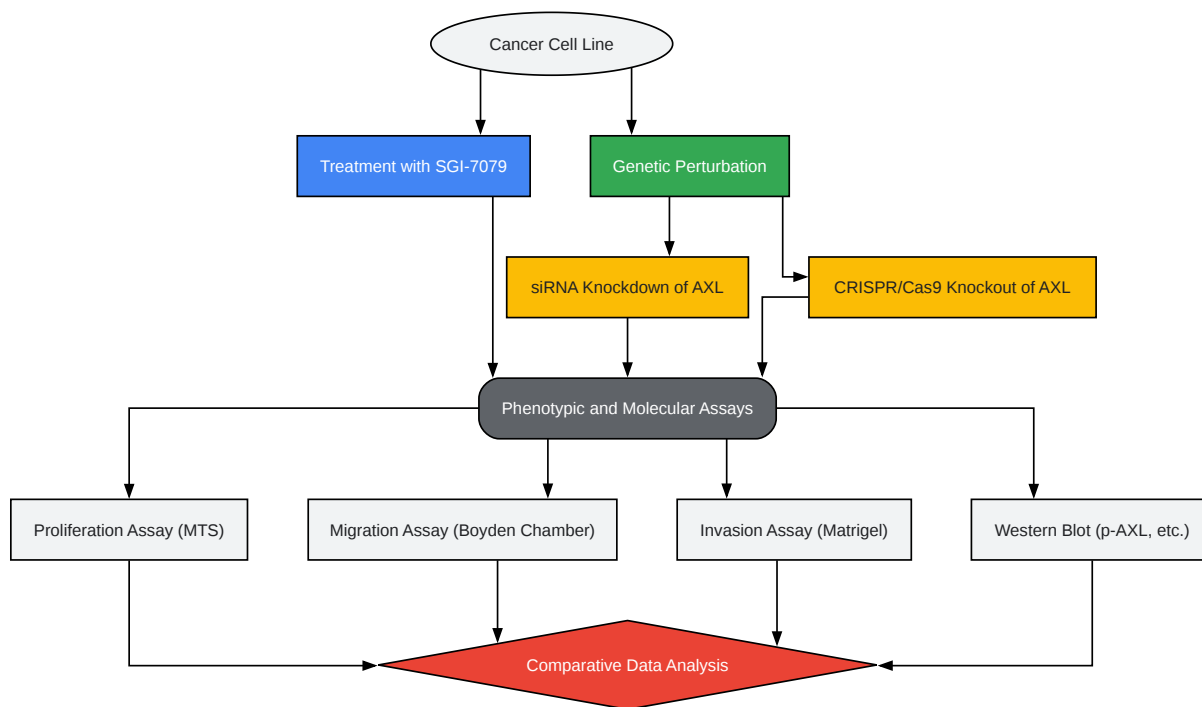 Cancer Cell Line
Treatment with SGI-7079
Genetic Perturbation
siRNA Knockdown of AXL
CRISPR/Cas9 Knockout of AXL
Phenotypic and Molecular Assays
Proliferation Assay (MTS)
Migration Assay (Boyden Chamber)
Invasion Assay (Matrigel)
Western Blot (p-AXL, etc.)
Comparative Data Analysis